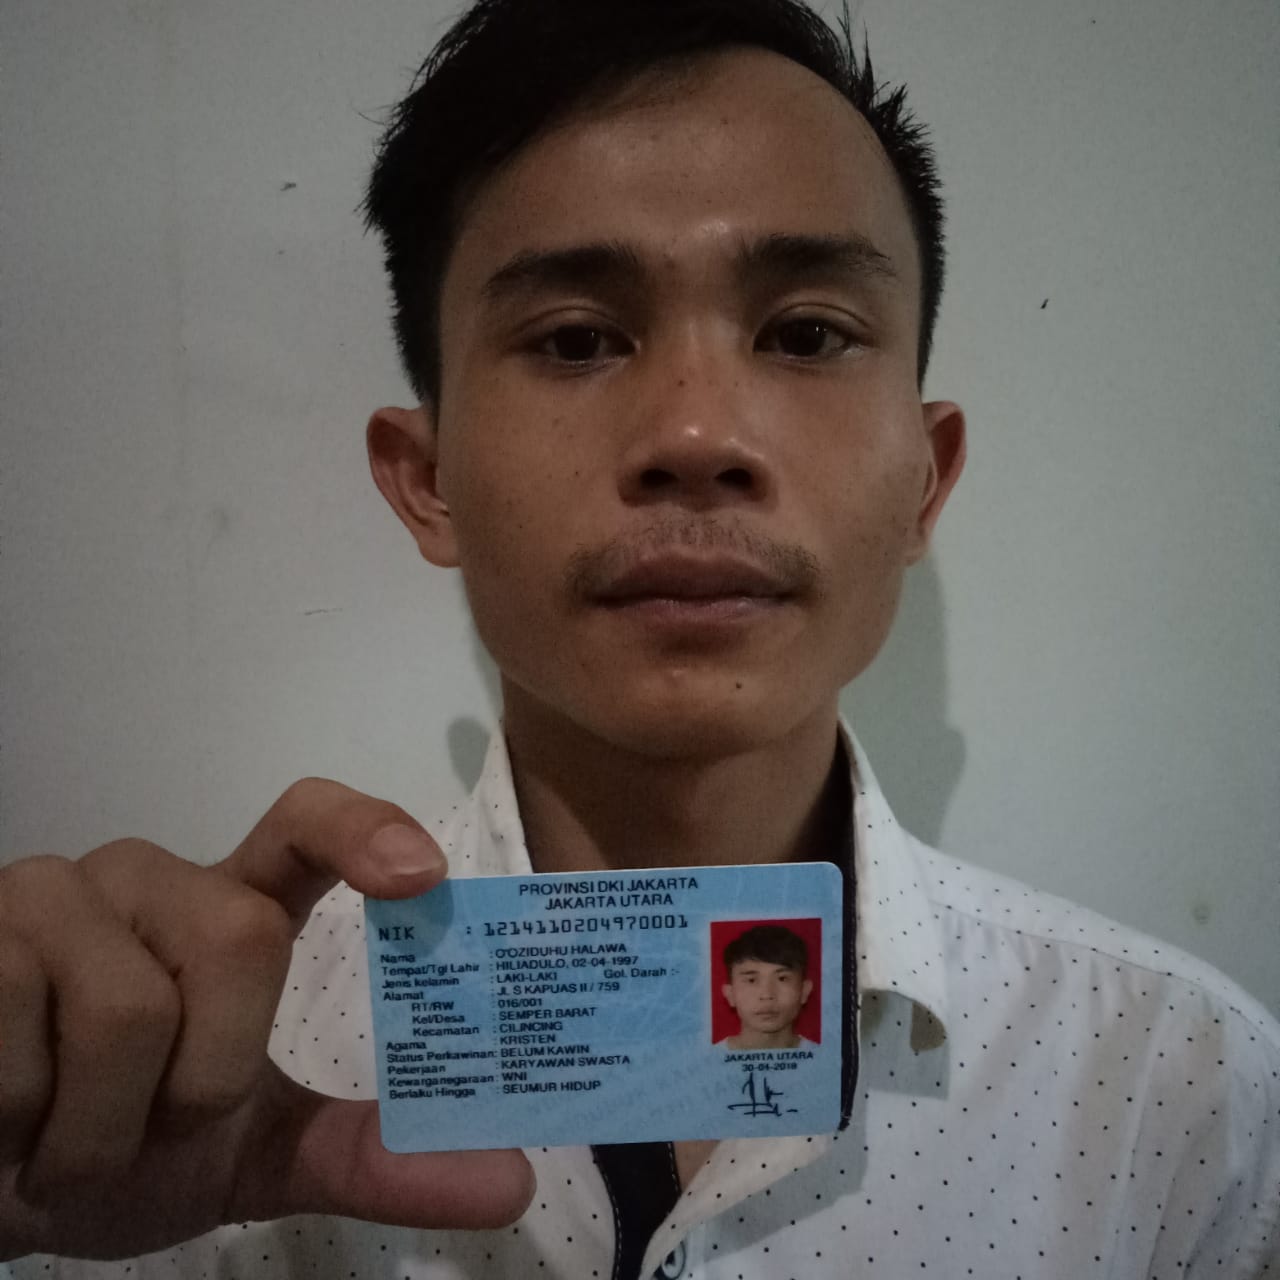 PROVINSI DKI JAKARTA
JAKARTA UTARA
NIK : 1214110204970001
Nama : O'OZIDUHU HALAWA
Tempat/Tgl Lahir : HILIADULO, 02-04-1997
Jenis kelamin : LAKI-LAKI Gol. Darah :-
Alamat : JL S KAPUAS II / 759
RT/RW : 016/001
Kel/Desa : SEMPER BARAT
Kecamatan : CILINCING
Agama : KRISTEN
Status Perkawinan: BELUM KAWIN
Pekerjaan : KARYAWAN SWASTA
Kewarganegaraan: WNI
Berlaku Hingga : SEUMUR HIDUP
JAKARTA UTARA
30-04-2018